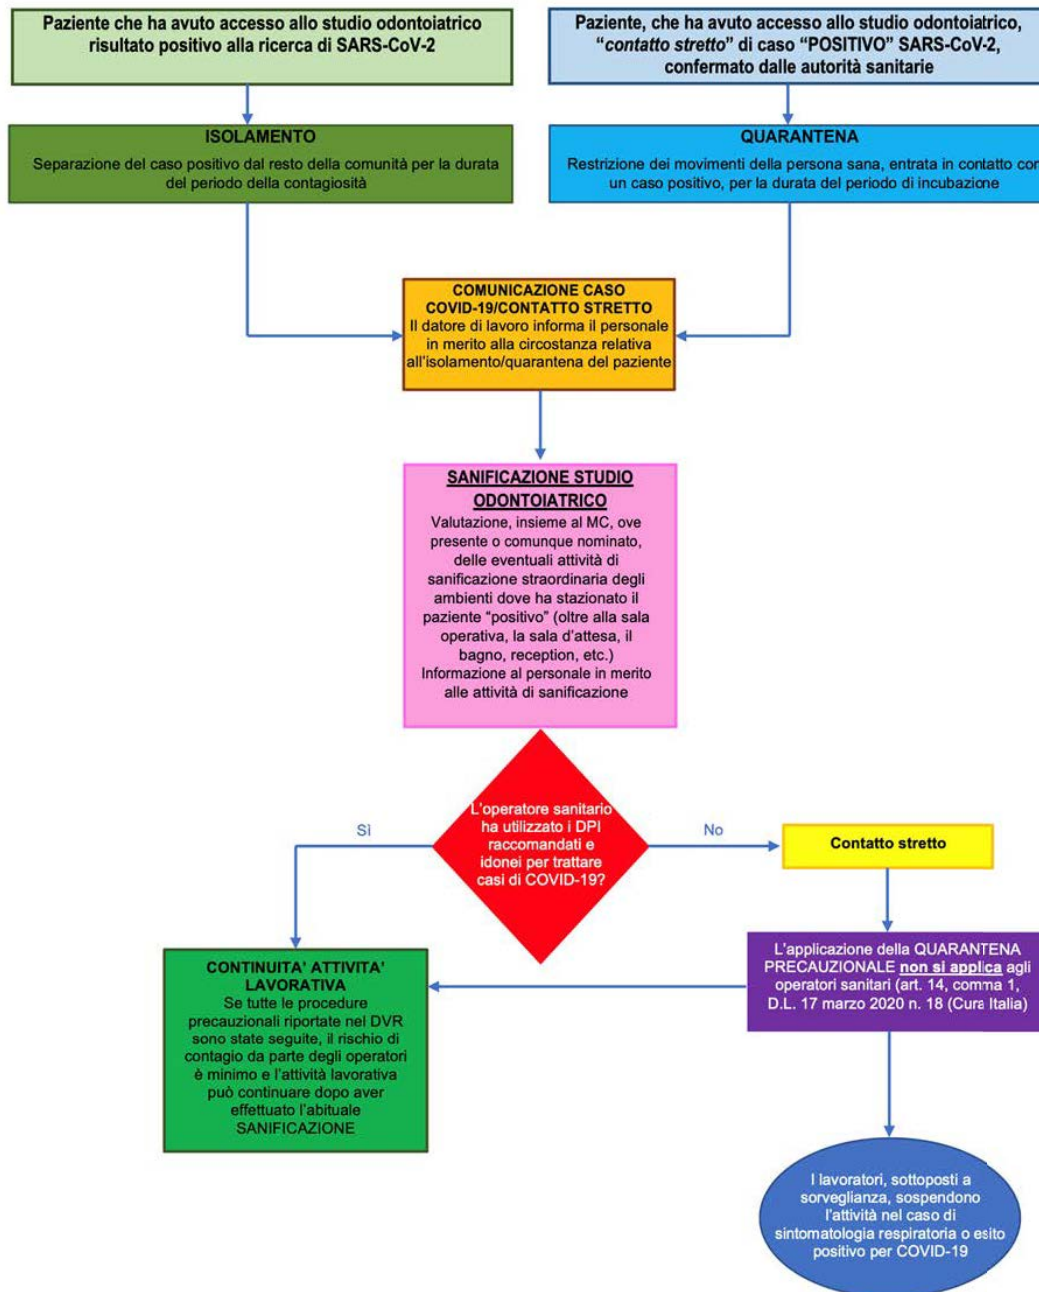 Paziente che ha avuto accesso allo studio odontoiatrico
risultato positivo alla ricerca di SARS-CoV-2
Paziente, che ha avuto accesso allo studio odontoiatrico,
“contatto stretto” di caso “POSITIVO” SARS-CoV-2,
confermato dalle autorità sanitarie
ISOLAMENTO
Separazione del caso positivo dal resto della comunità per la durata
del periodo della contagiosità
QUARANTENA
Restrizione dei movimenti della persona sana, entrata in contatto con
un caso positivo, per la durata del periodo di incubazione
COMUNICAZIONE CASO
COVID-19/CONTATTO STRETTO
Il datore di lavoro informa il personale
in merito alla circostanza relativa
all'isolamento/quarantena del paziente
SANIFICAZIONE STUDIO
ODONTOIATRICO
Valutazione, insieme al MC, ove
presente o comunque nominato,
delle eventuali attività di
sanificazione straordinaria degli
ambienti dove ha stazionato il
paziente “positivo” (oltre alla sala
operativa, la sala d'attesa, il
bagno, reception, etc.)
Informazione al personale in merito
alle attività di sanificazione
L'operatore sanitario
ha utilizzato i DPI
raccomandati e
idonei per trattare
casi di COVID-19?
Sì
No
Contatto stretto
L'applicazione della QUARANTENA
PRECAUZIONALE non si applica agli
operatori sanitari (art. 14, comma 1,
D.L. 17 marzo 2020 n. 18 (Cura Italia)
CONTINUITA' ATTIVITA'
LAVORATIVA
Se tutte le procedure
precauzionali riportate nel DVR
sono state seguite, il rischio di
contagio da parte degli operatori
è minimo e l'attività lavorativa
può continuare dopo aver
effettuato l'abituale
SANIFICAZIONE
I lavoratori, sottoposti a
sorveglianza, sospendono
l'attività nel caso di
sintomatologia respiratoria o esito
positivo per COVID-19